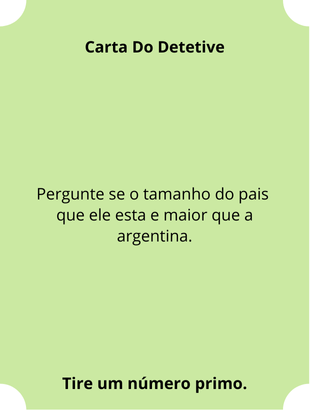 Carta Do Detetive
Pergunte se o tamanho do pais
que ele esta e maior que a
argentina.
Tire um número primo.